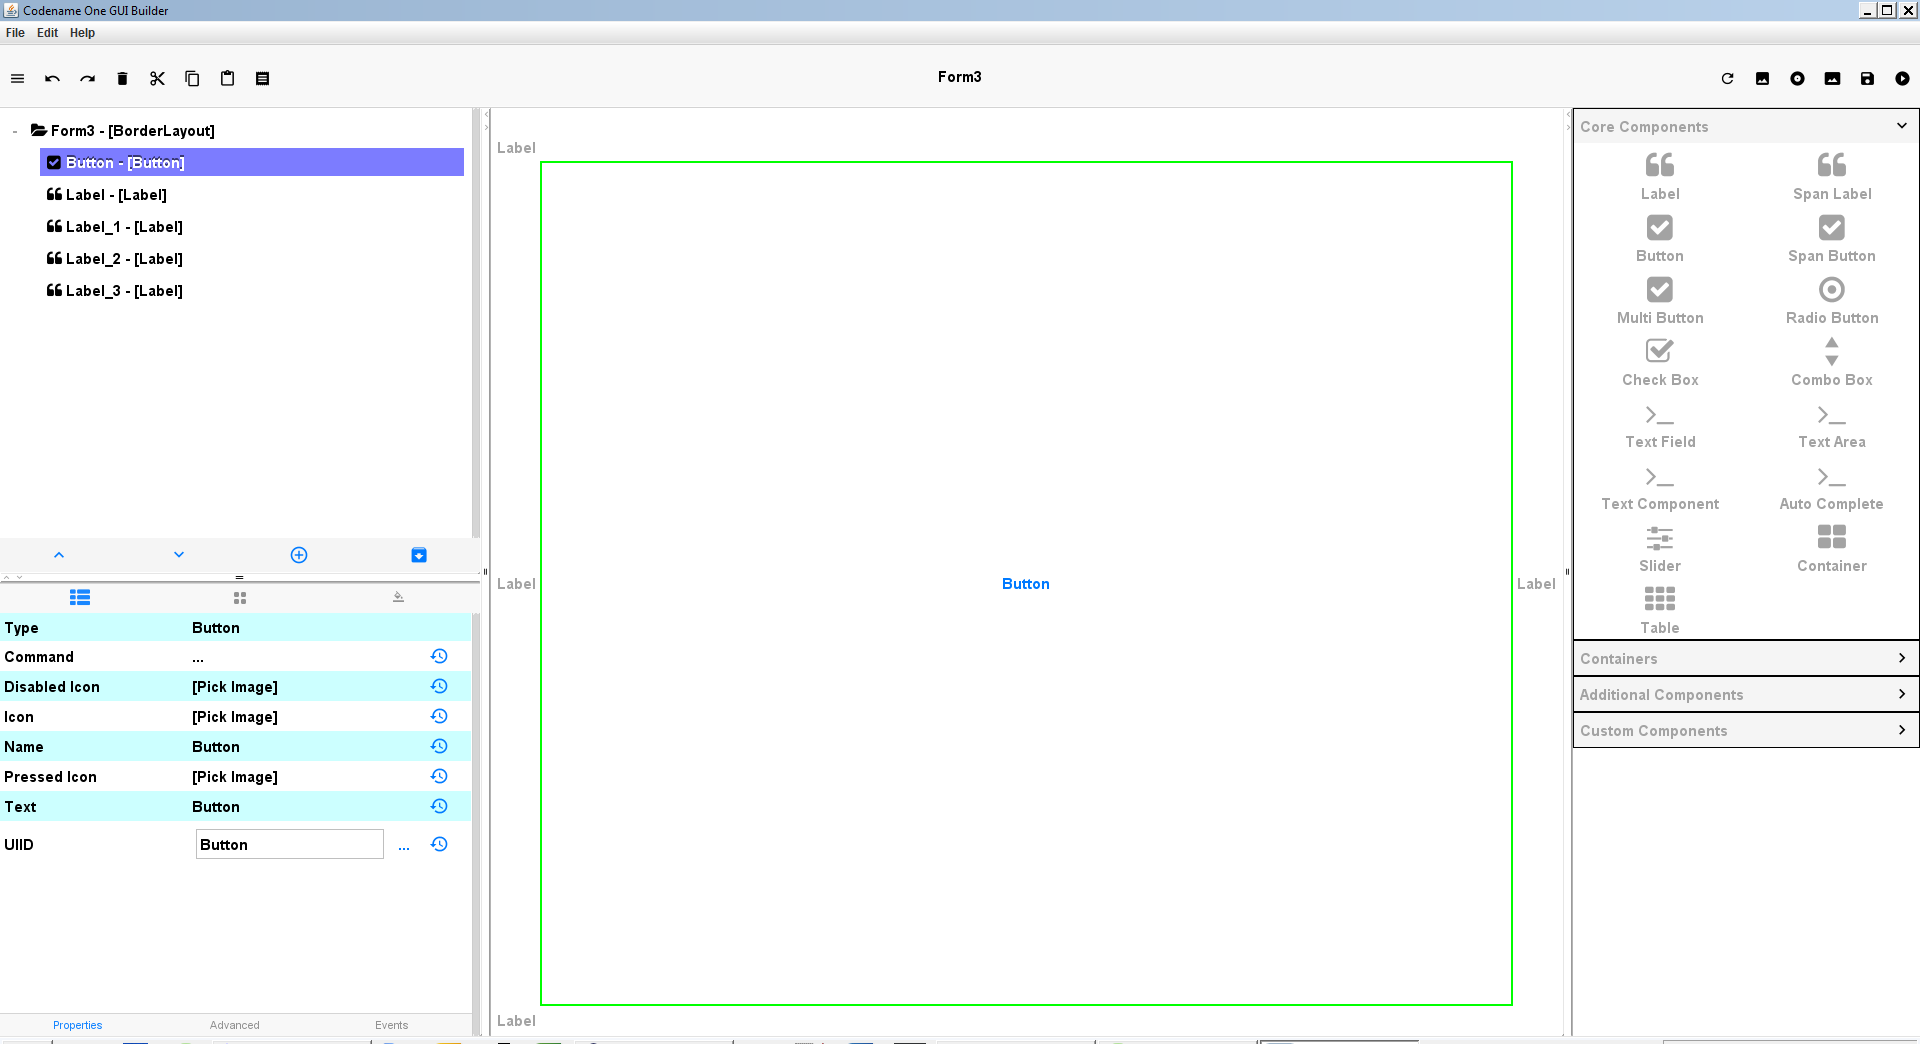 Codename One GUI Builder
File Edit Help
Form3
Form3 - [BorderLayout]
Button - [Button]
Label - [Label]
Label_1 - [Label]
Label_2 - [Label]
Label_3 - [Label]
Type Button
Command ...
Disabled Icon [Pick Image]
Icon [Pick Image]
Name Button
Pressed Icon [Pick Image]
Text Button
UIID Button ...
Properties Advanced Events
Label
Label Button Label
Label
Core Components
Label Span Label
Button Span Button
Multi Button Radio Button
Check Box Combo Box
Text Field Text Area
Text Component Auto Complete
Slider Container
Table
Containers
Additional Components
Custom Components